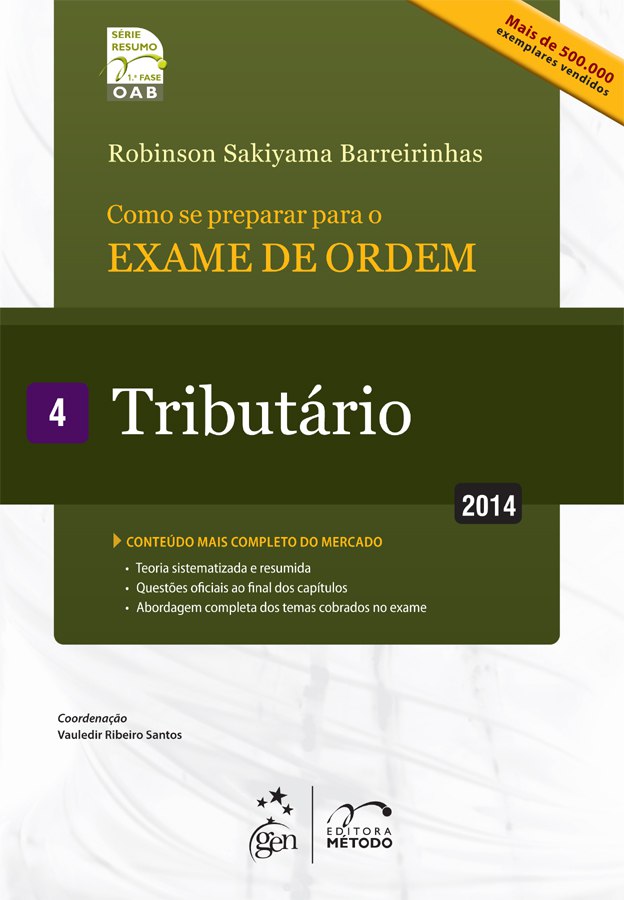 SÉRIE
RESUMO
1.ª FASE
OAB
Mais de 500.000
exemplares vendidos
Robinson Sakiyama Barreirinhas
Como se preparar para o
EXAME DE ORDEM
4
Tributário
2014
CONTEÚDO MAIS COMPLETO DO MERCADO
• Teoria sistematizada e resumida
• Questões oficiais ao final dos capítulos
• Abordagem completa dos temas cobrados no exame
Coordenação
Vauledir Ribeiro Santos
gen
EDITORA
MÉTODO